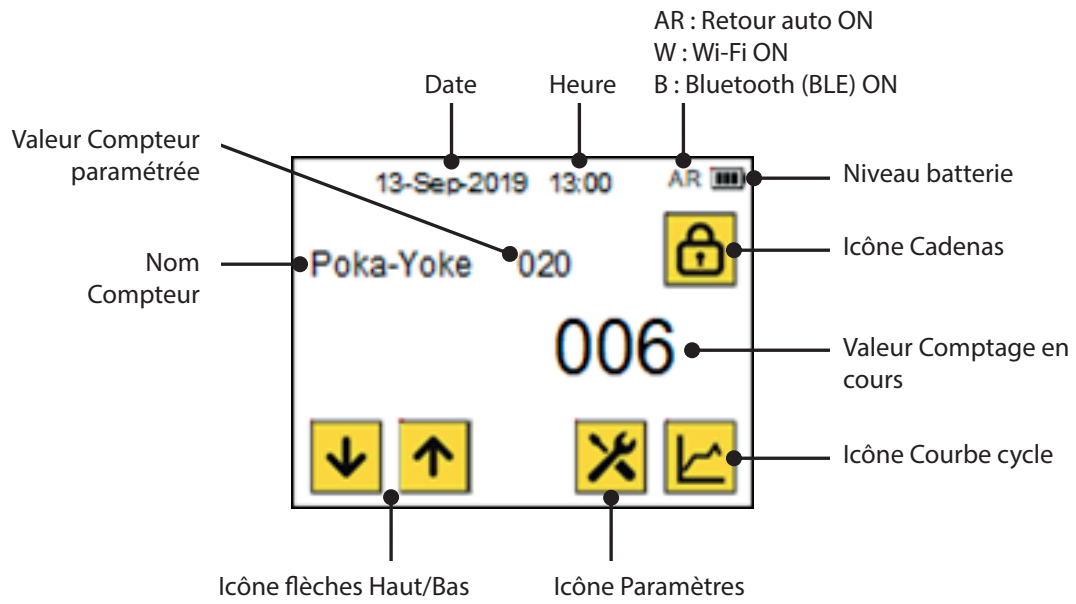 AR : Retour auto ON
W : Wi-Fi ON
B : Bluetooth (BLE) ON
Date
Heure
Valeur Compteur
paramétrée
13-Sep-2019 13:00 AR
Niveau batterie
Icône Cadenas
Nom
Compteur
Poka-Yoke 020
006
Valeur Comptage en
cours
Icône Courbe cycle
Icône flèches Haut/Bas
Icône Paramètres